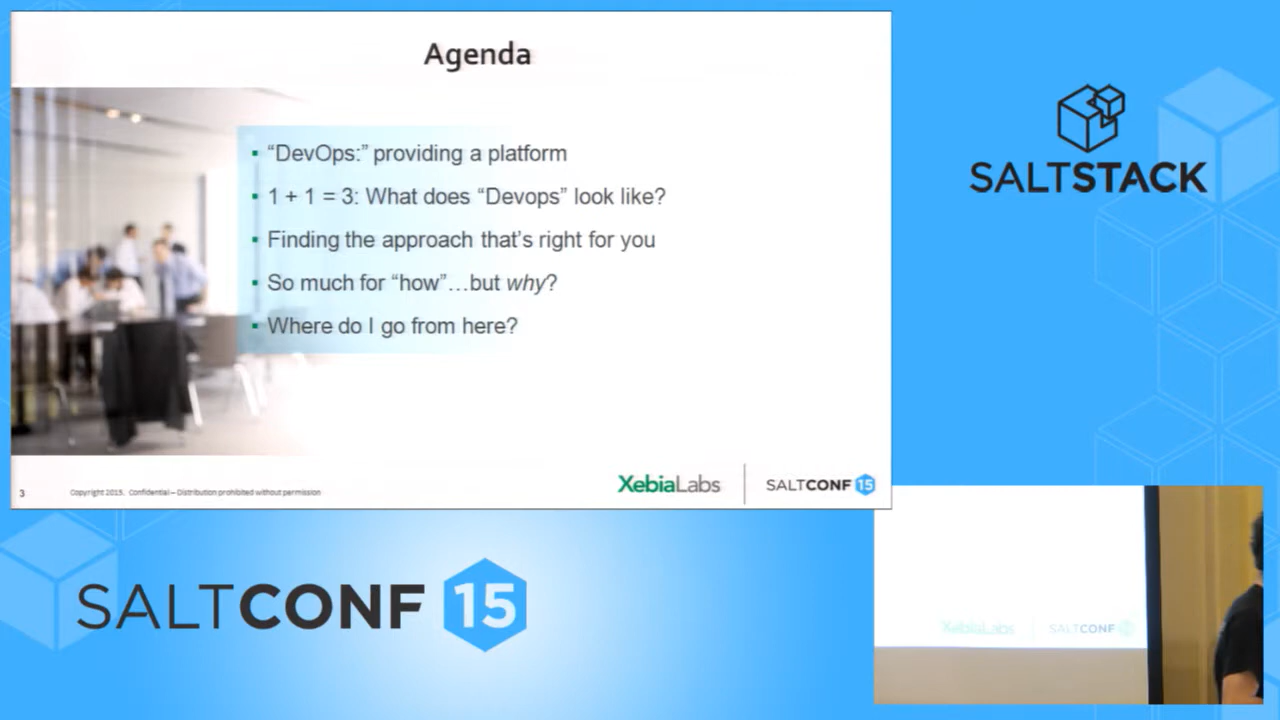 Agenda
“DevOps:” providing a platform
1 + 1 = 3: What does “Devops” look like?
Finding the approach that’s right for you
So much for “how”…but why?
Where do I go from here?
3
Copyright 2015. Confidential – Distribution prohibited without permission
XebiaLabs
SALTCONF 15
SALTSTACK
SALTCONF 15
XebiaLabs
SALTCONF